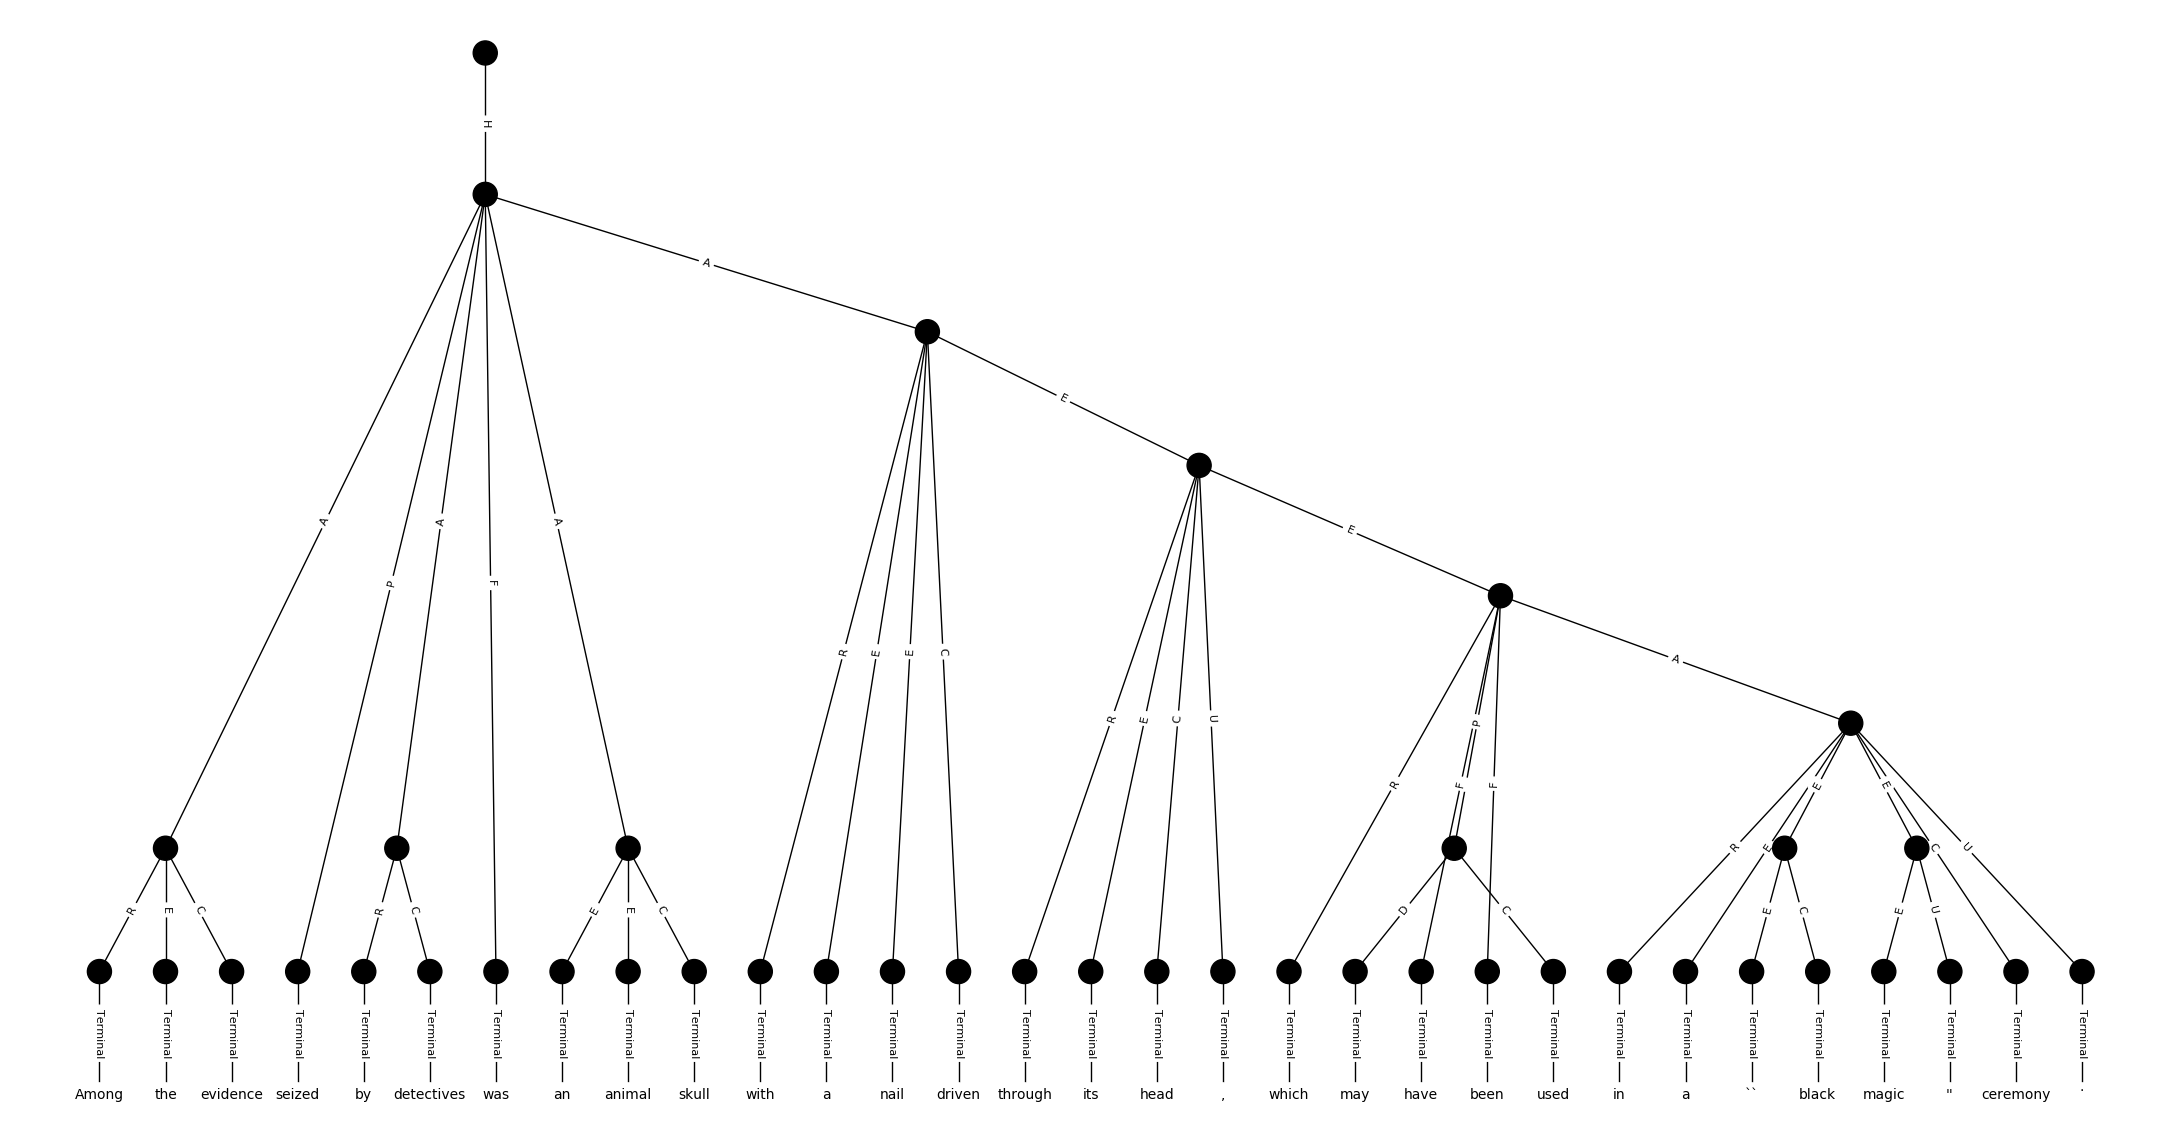 H
A
E
E
A
A
P
A
F
A
R
E
E
C
R
E
C
U
R
F
P
F
A
R
E
E
E
C
U
R
E
C
R
C
E
E
C
D
C
E
C
E
U
Terminal Terminal Terminal Terminal Terminal Terminal Terminal Terminal Terminal Terminal Terminal Terminal Terminal Terminal Terminal Terminal Terminal Terminal Terminal Terminal Terminal Terminal Terminal Terminal Terminal Terminal Terminal Terminal Terminal Terminal Terminal
Among the evidence seized by detectives was an animal skull with a nail driven through its head , which may have been used in a `` black magic " ceremony .